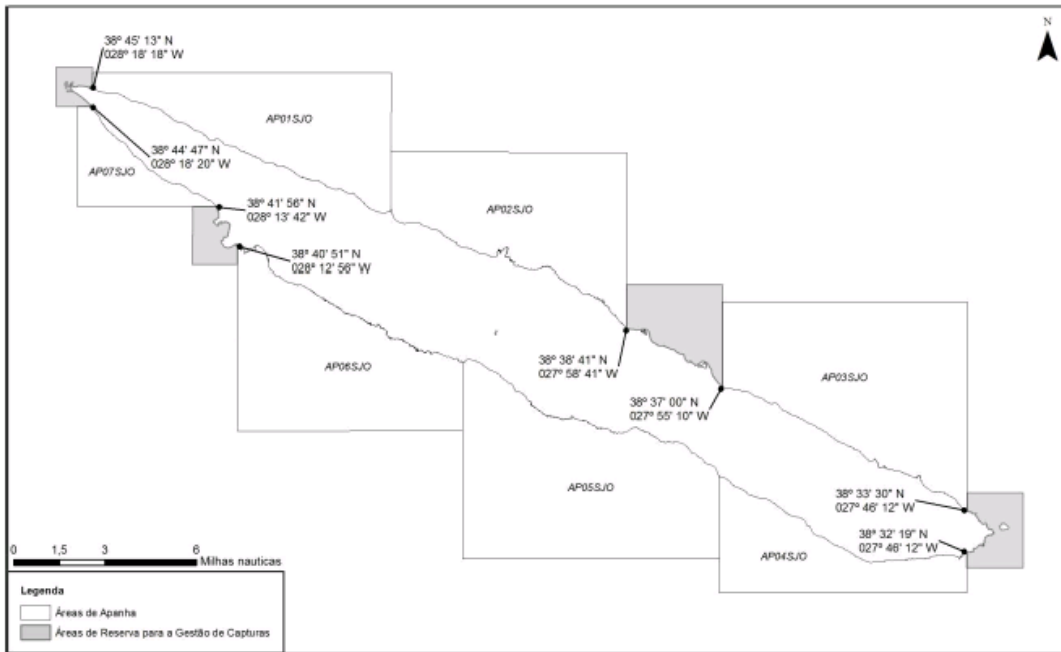 N
38º 45' 13" N
028º 18' 18" W
AP01SJO
38º 44' 47" N
028º 18' 20" W
AP07SJO
38º 41' 56" N
028º 13' 42" W
AP02SJO
38º 40' 51" N
028º 12' 56" W
38º 38' 41" N
027º 58' 41" W
AP06SJO
AP03SJO
38º 37' 00" N
027º 55' 10" W
AP05SJO
38º 33' 30" N
027º 46' 12" W
38º 32' 19" N
027º 46' 12" W
AP04SJO
0 1,5 3 6
Milhas nauticas
Legenda
Áreas de Apanha
Áreas de Reserva para a Gestão de Capturas